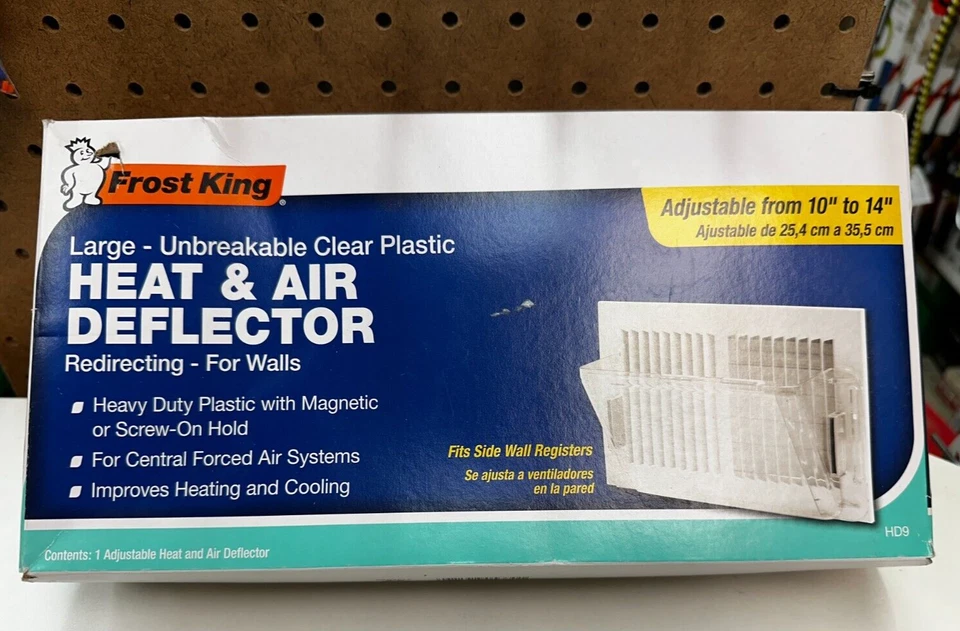 Frost King
Adjustable from 10" to 14"
Ajustable de 25,4 cm a 35,5 cm
Large - Unbreakable Clear Plastic
HEAT & AIR
DEFLECTOR
Redirecting - For Walls
Heavy Duty Plastic with Magnetic
or Screw-On Hold
For Central Forced Air Systems
Improves Heating and Cooling
Fits Side Wall Registers
Se ajusta a ventiladores
en la pared
HD9
Contents: 1 Adjustable Heat and Air Deflector